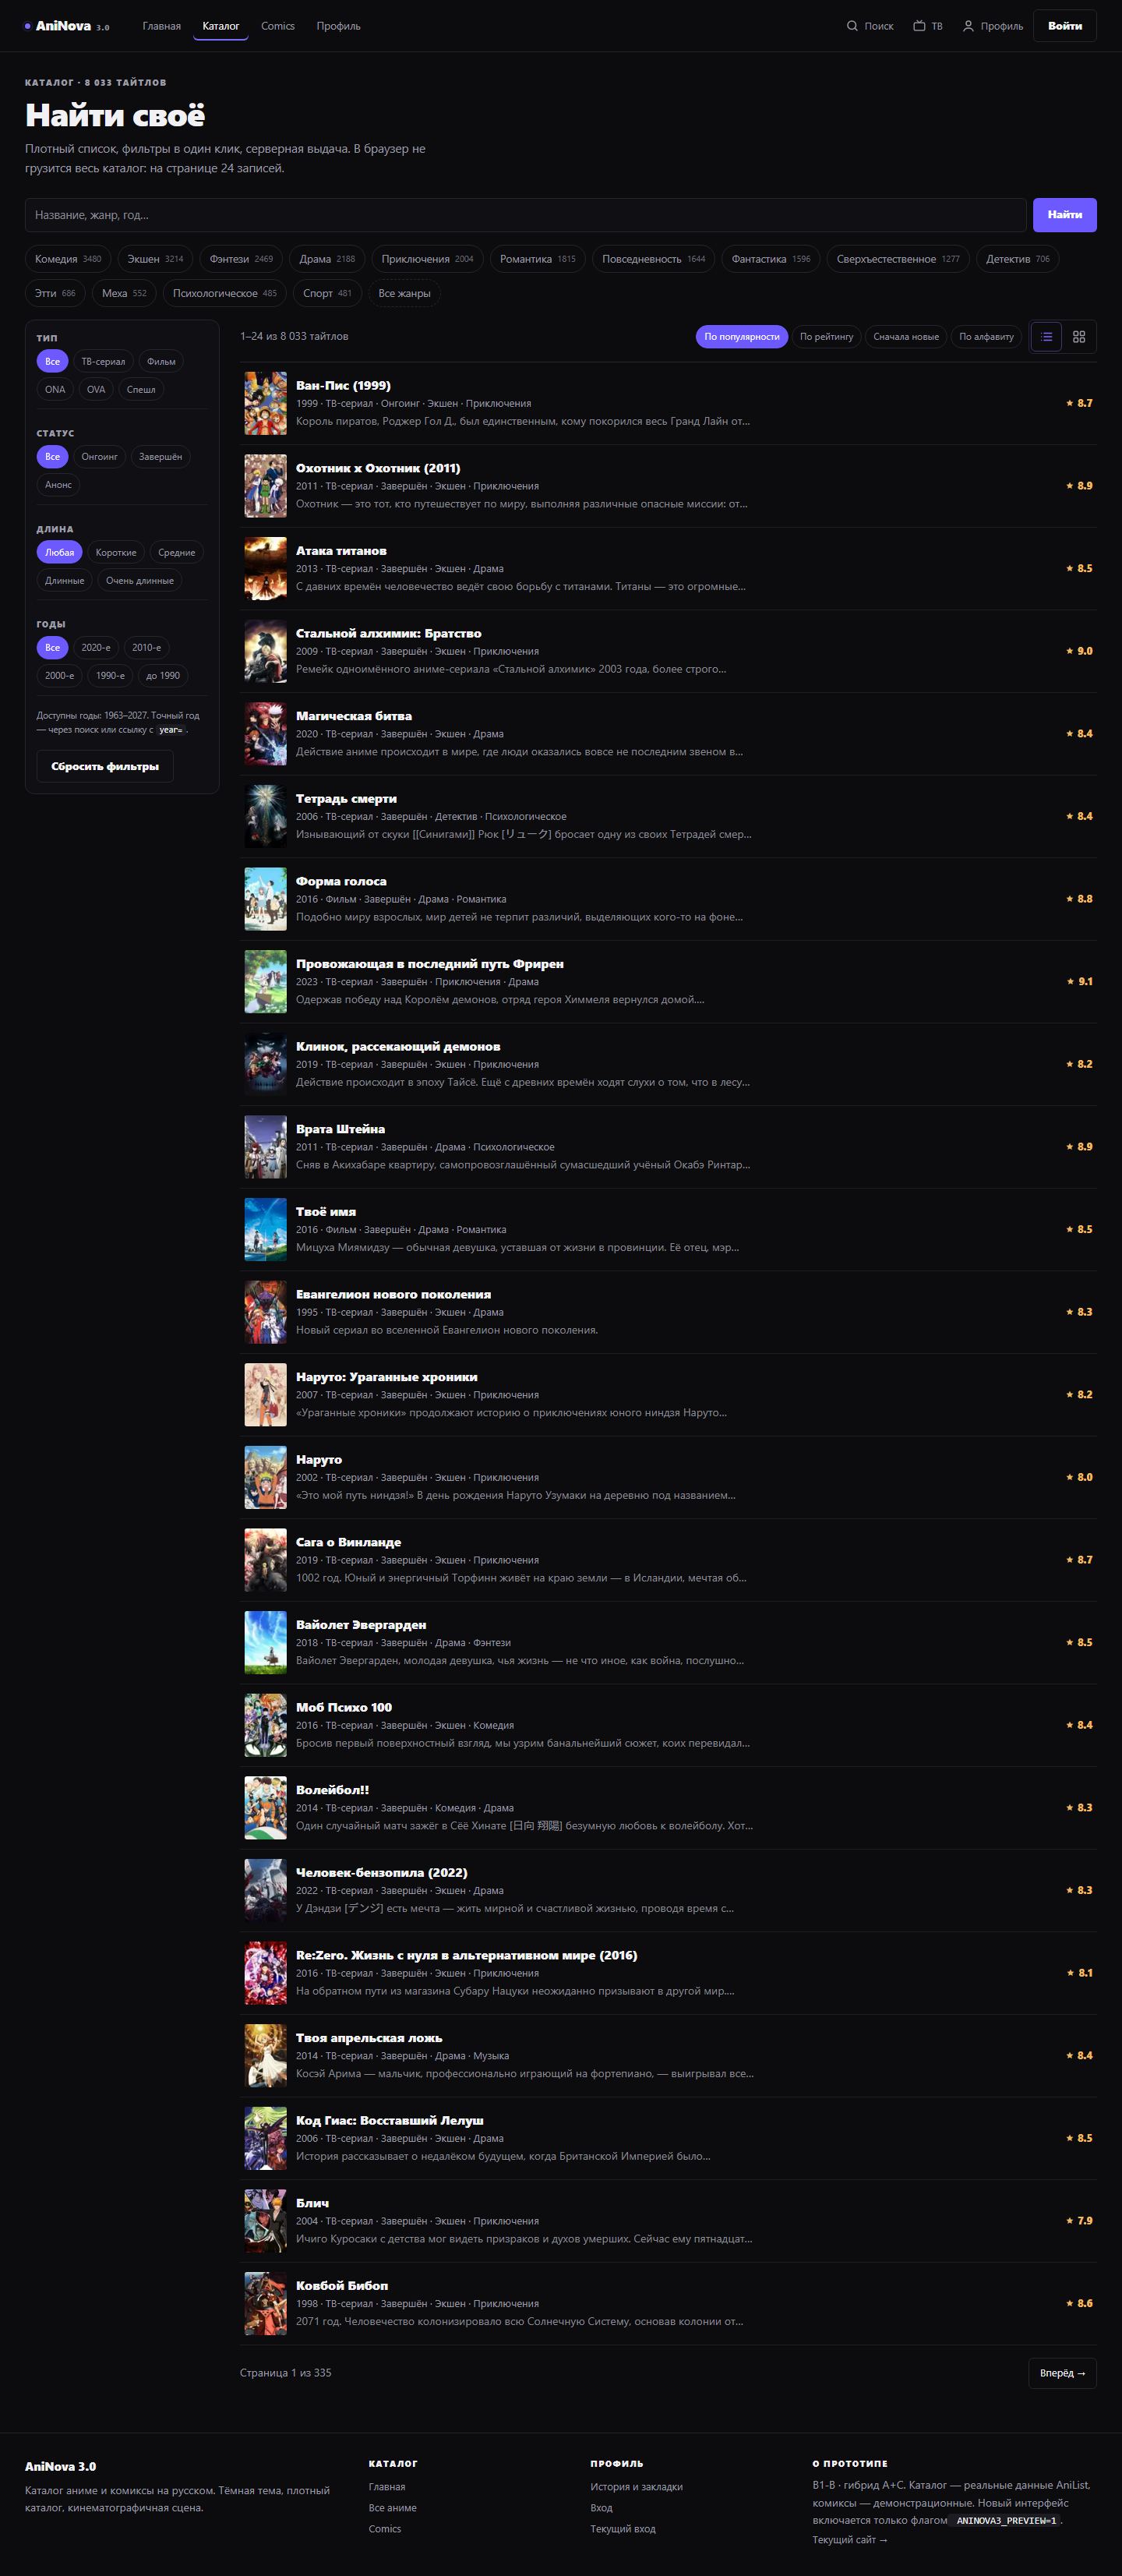 AniNova 3.0
Главная Каталог Comics Профиль
Поиск ТВ Профиль Войти
КАТАЛОГ · 8 033 ТАЙТЛОВ
Найти своё
Плотный список, фильтры в один клик, серверная выдача. В браузер не
грузится весь каталог: на странице 24 записей.
Название, жанр, год...
Найти
Комедия 3480 Экшен 3214 Фэнтези 2469 Драма 2188 Приключения 2004 Романтика 1815 Повседневность 1644 Фантастика 1596 Сверхъестественное 1277 Детектив 706
Этти 686 Меха 552 Психологическое 485 Спорт 481 Все жанры
ТИП
Все ТВ-сериал Фильм
ONA OVA Спешл
СТАТУС
Все Онгоинг Завершён
Анонс
ДЛИНА
Любая Короткие Средние
Длинные Очень длинные
ГОДЫ
Все 2020-е 2010-е
2000-е 1990-е до 1990
Доступны годы: 1963–2027. Точный год
— через поиск или ссылку с year=.
Сбросить фильтры
1–24 из 8 033 тайтлов
По популярности По рейтингу Сначала новые По алфавиту
Ван-Пис (1999)
1999 · ТВ-сериал · Онгоинг · Экшен · Приключения
Король пиратов, Роджер Гол Д., был единственным, кому покорился весь Гранд Лайн от...
★ 8.7
Охотник х Охотник (2011)
2011 · ТВ-сериал · Завершён · Экшен · Приключения
Охотник — это тот, кто путешествует по миру, выполняя различные опасные миссии: от...
★ 8.9
Атака титанов
2013 · ТВ-сериал · Завершён · Экшен · Драма
С давних времён человечество ведёт свою борьбу с титанами. Титаны — это огромные...
★ 8.5
Стальной алхимик: Братство
2009 · ТВ-сериал · Завершён · Экшен · Приключения
Ремейк одноимённого аниме-сериала «Стальной алхимик» 2003 года, более строго...
★ 9.0
Магическая битва
2020 · ТВ-сериал · Завершён · Экшен · Драма
Действие аниме происходит в мире, где люди оказались вовсе не последним звеном в...
★ 8.4
Тетрадь смерти
2006 · ТВ-сериал · Завершён · Детектив · Психологическое
Изнывающий от скуки [[Синигами]] Рюк [リューク] бросает одну из своих Тетрадей смер...
★ 8.4
Форма голоса
2016 · Фильм · Завершён · Драма · Романтика
Подобно миру взрослых, мир детей не терпит различий, выделяющих кого-то на фоне...
★ 8.8
Провожающая в последний путь Фрирен
2023 · ТВ-сериал · Завершён · Приключения · Драма
Одержав победу над Королём демонов, отряд героя Химмеля вернулся домой....
★ 9.1
Клинок, рассекающий демонов
2019 · ТВ-сериал · Завершён · Экшен · Приключения
Действие происходит в эпоху Тайсё. Ещё с древних времён ходят слухи о том, что в лесу...
★ 8.2
Врата Штейна
2011 · ТВ-сериал · Завершён · Драма · Психологическое
Сняв в Акихабаре квартиру, самопровозглашённый сумасшедший учёный Окабэ Ринтар...
★ 8.9
Твоё имя
2016 · Фильм · Завершён · Драма · Романтика
Мицуха Миямидзу — обычная девушка, уставшая от жизни в провинции. Её отец, мэр...
★ 8.5
Евангелион нового поколения
1995 · ТВ-сериал · Завершён · Экшен · Драма
Новый сериал во вселенной Евангелион нового поколения.
★ 8.3
Наруто: Ураганные хроники
2007 · ТВ-сериал · Завершён · Экшен · Приключения
«Ураганные хроники» продолжают историю о приключениях юного ниндзя Наруто...
★ 8.2
Наруто
2002 · ТВ-сериал · Завершён · Экшен · Приключения
«Это мой путь ниндзя!» В день рождения Наруто Узумаки на деревню под названием...
★ 8.0
Сага о Винланде
2019 · ТВ-сериал · Завершён · Экшен · Приключения
1002 год. Юный и энергичный Торфинн живёт на краю земли — в Исландии, мечтая об...
★ 8.7
Вайолет Эвергарден
2018 · ТВ-сериал · Завершён · Драма · Фэнтези
Вайолет Эвергарден, молодая девушка, чья жизнь — не что иное, как война, послушно...
★ 8.5
Моб Психо 100
2016 · ТВ-сериал · Завершён · Экшен · Комедия
Бросив первый поверхностный взгляд, мы узрим банальнейший сюжет, коих перевидал...
★ 8.4
Волейбол!!
2014 · ТВ-сериал · Завершён · Комедия · Драма
Один случайный матч зажёг в Сёё Хинате [日向 翔陽] безумную любовь к волейболу. Хот...
★ 8.3
Человек-бензопила (2022)
2022 · ТВ-сериал · Завершён · Экшен · Драма
У Дэндзи [デンジ] есть мечта — жить мирной и счастливой жизнью, проводя время с...
★ 8.3
Re:Zero. Жизнь с нуля в альтернативном мире (2016)
2016 · ТВ-сериал · Завершён · Экшен · Приключения
На обратном пути из магазина Субару Нацуки неожиданно призывают в другой мир....
★ 8.1
Твоя апрельская ложь
2014 · ТВ-сериал · Завершён · Драма · Музыка
Косэй Арима — мальчик, профессионально играющий на фортепиано, — выигрывал все...
★ 8.4
Код Гиас: Восставший Лелуш
2006 · ТВ-сериал · Завершён · Экшен · Драма
История рассказывает о недалёком будущем, когда Британской Империей было...
★ 8.5
Блич
2004 · ТВ-сериал · Завершён · Экшен · Приключения
Ичиго Куросаки с детства мог видеть призраков и духов умерших. Сейчас ему пятнадцат...
★ 7.9
Ковбой Бибоп
1998 · ТВ-сериал · Завершён · Экшен · Приключения
2071 год. Человечество колонизировало всю Солнечную Систему, основав колонии от...
★ 8.6
Страница 1 из 335
Вперёд →
AniNova 3.0
Каталог аниме и комиксы на русском. Тёмная тема, плотный
каталог, кинематографичная сцена.
КАТАЛОГ
Главная
Все аниме
Comics
ПРОФИЛЬ
История и закладки
Вход
Текущий вход
О ПРОТОТИПЕ
B1-B · гибрид A+C. Каталог — реальные данные AniList,
комиксы — демонстрационные. Новый интерфейс
включается только флагом ANINOVA3_PREVIEW=1.
Текущий сайт →